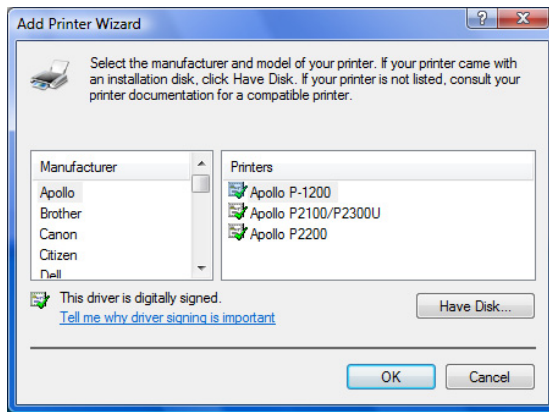 Add Printer Wizard
Select the manufacturer and model of your printer. If your printer came with
an installation disk, click Have Disk. If your printer is not listed, consult your
printer documentation for a compatible printer.
Manufacturer
Apollo
Brother
Canon
Citizen
Dell
Printers
Apollo P-1200
Apollo P2100/P2300U
Apollo P2200
This driver is digitally signed.
Tell me why driver signing is important
Have Disk...
OK
Cancel